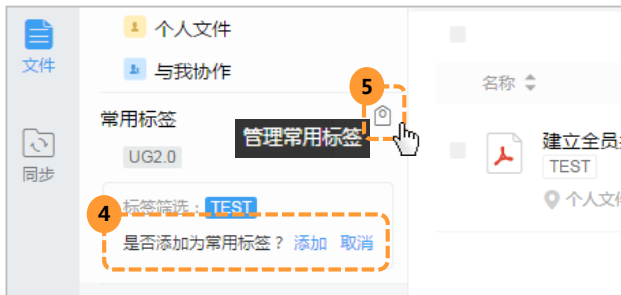 文件
同步
个人文件
与我协作
常用标签
UG2.0
5
管理常用标签
标签筛选：TEST
4
是否添加为常用标签？ 添加 取消
名称
建立全员
TEST
个人文